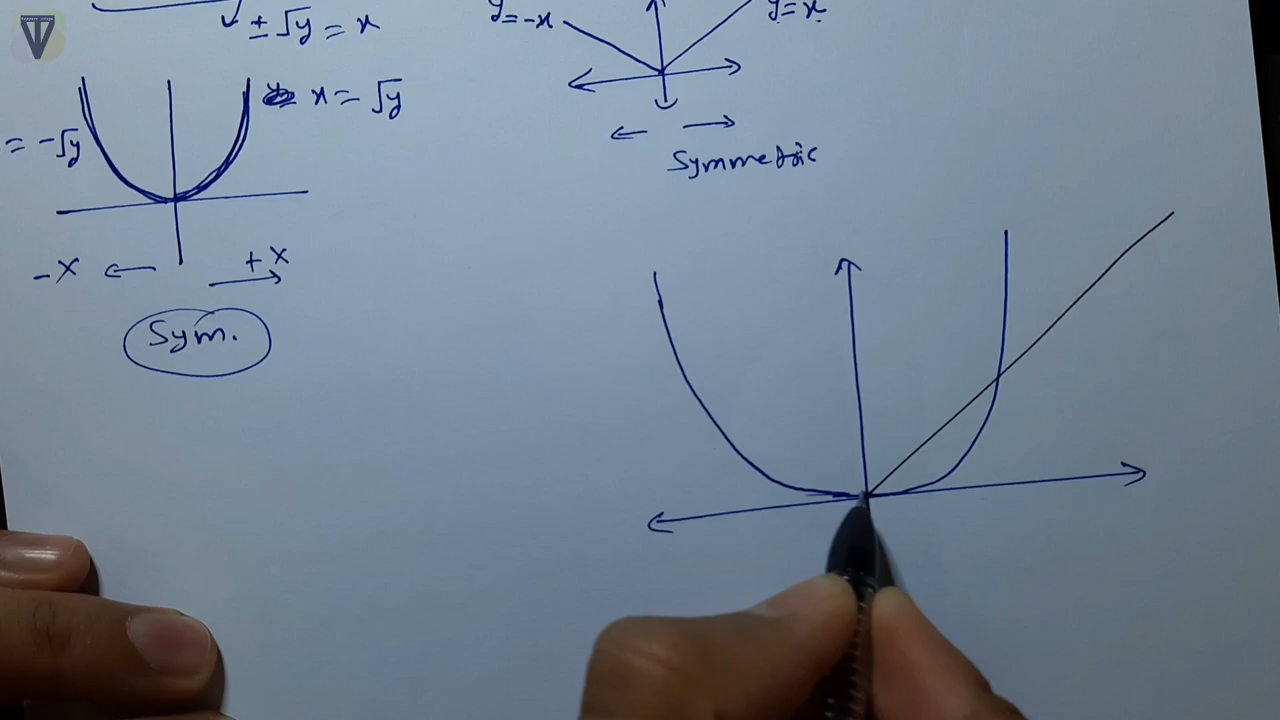 ± √y = x
x = √y
= -√y
-x
+x
Sym.
y = -x
y = x
Symmetric